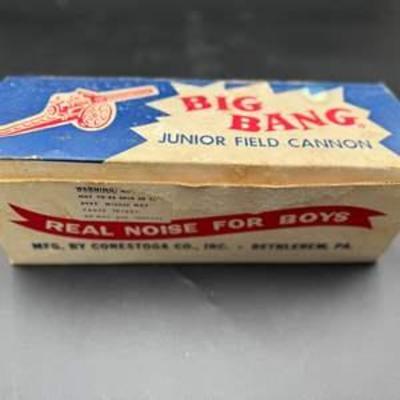 BIG
BANG®
JUNIOR FIELD CANNON
WARNING:
REAL NOISE FOR BOYS
MFG. BY CONESTOGA CO., INC. - BETHLEHEM, PA.